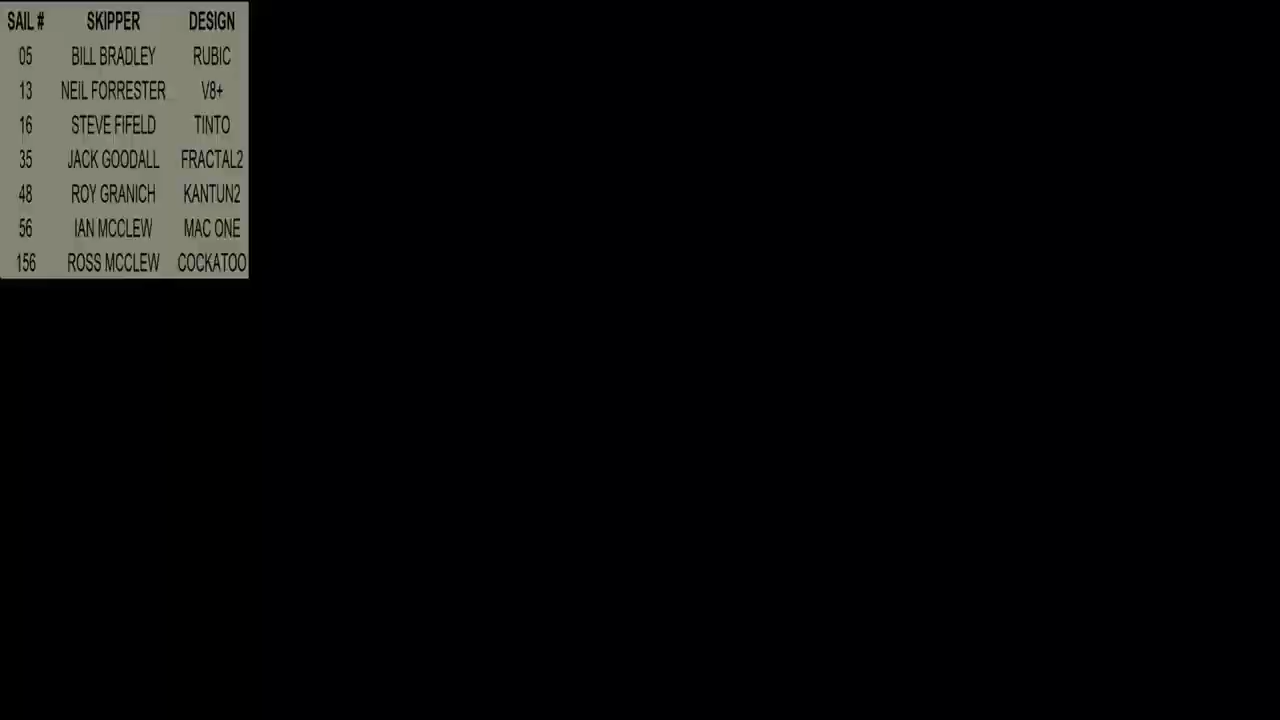 SAIL # SKIPPER DESIGN
05 BILL BRADLEY RUBIC
13 NEIL FORRESTER V8+
16 STEVE FIFELD TINTO
35 JACK GOODALL FRACTAL2
48 ROY GRANICH KANTUN2
56 IAN MCCLEW MAC ONE
156 ROSS MCCLEW COCKATOO